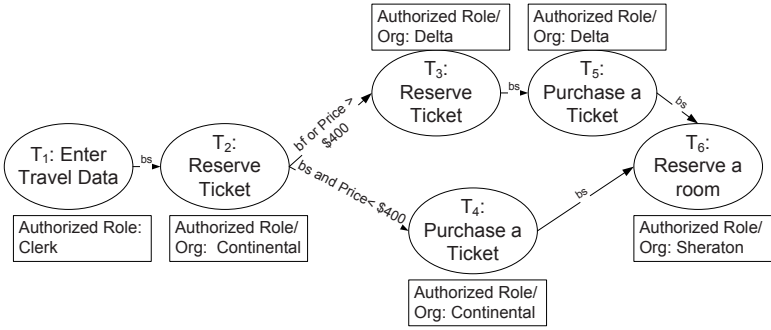 Authorized Role/
Org: Delta
Authorized Role/
Org: Delta
T3:
Reserve
Ticket
bs
T5:
Purchase a
Ticket
bf or Price >
$400
bs
T1: Enter
Travel Data
bs
T2:
Reserve
Ticket
T6:
Reserve a
room
bs and Price< $400
bs
Authorized Role:
Clerk
Authorized Role/
Org: Continental
T4:
Purchase a
Ticket
Authorized Role/
Org: Sheraton
Authorized Role/
Org: Continental